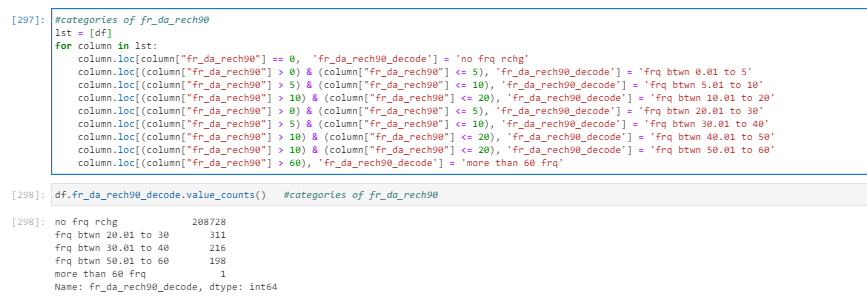 [297]: #categories of fr_da_rech90
lst = [df]
for column in lst:
    column.loc[column["fr_da_rech90"] == 0,  'fr_da_rech90_decode'] = 'no frq rchg'
    column.loc[(column["fr_da_rech90"] > 0) & (column["fr_da_rech90"] <= 5), 'fr_da_rech90_decode'] = 'frq btwn 0.01 to 5'
    column.loc[(column["fr_da_rech90"] > 5) & (column["fr_da_rech90"] <= 10), 'fr_da_rech90_decode'] = 'frq btwn 5.01 to 10'
    column.loc[(column["fr_da_rech90"] > 10) & (column["fr_da_rech90"] <= 20), 'fr_da_rech90_decode'] = 'frq btwn 10.01 to 20'
    column.loc[(column["fr_da_rech90"] > 0) & (column["fr_da_rech90"] <= 5), 'fr_da_rech90_decode'] = 'frq btwn 20.01 to 30'
    column.loc[(column["fr_da_rech90"] > 5) & (column["fr_da_rech90"] <= 10), 'fr_da_rech90_decode'] = 'frq btwn 30.01 to 40'
    column.loc[(column["fr_da_rech90"] > 10) & (column["fr_da_rech90"] <= 20), 'fr_da_rech90_decode'] = 'frq btwn 40.01 to 50'
    column.loc[(column["fr_da_rech90"] > 10) & (column["fr_da_rech90"] <= 20), 'fr_da_rech90_decode'] = 'frq btwn 50.01 to 60'
    column.loc[(column["fr_da_rech90"] > 60), 'fr_da_rech90_decode'] = 'more than 60 frq'
[298]: df.fr_da_rech90_decode.value_counts()   #categories of fr_da_rech90
[298]: no frq rchg             208728
frq btwn 20.01 to 30       311
frq btwn 30.01 to 40       216
frq btwn 50.01 to 60       198
more than 60 frq             1
Name: fr_da_rech90_decode, dtype: int64